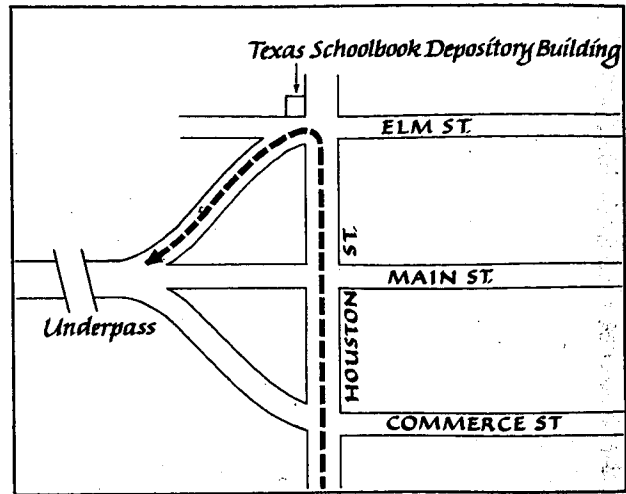 Texas Schoolbook Depository Building
ELM ST.
HOUSTON ST.
MAIN ST.
Underpass
COMMERCE ST